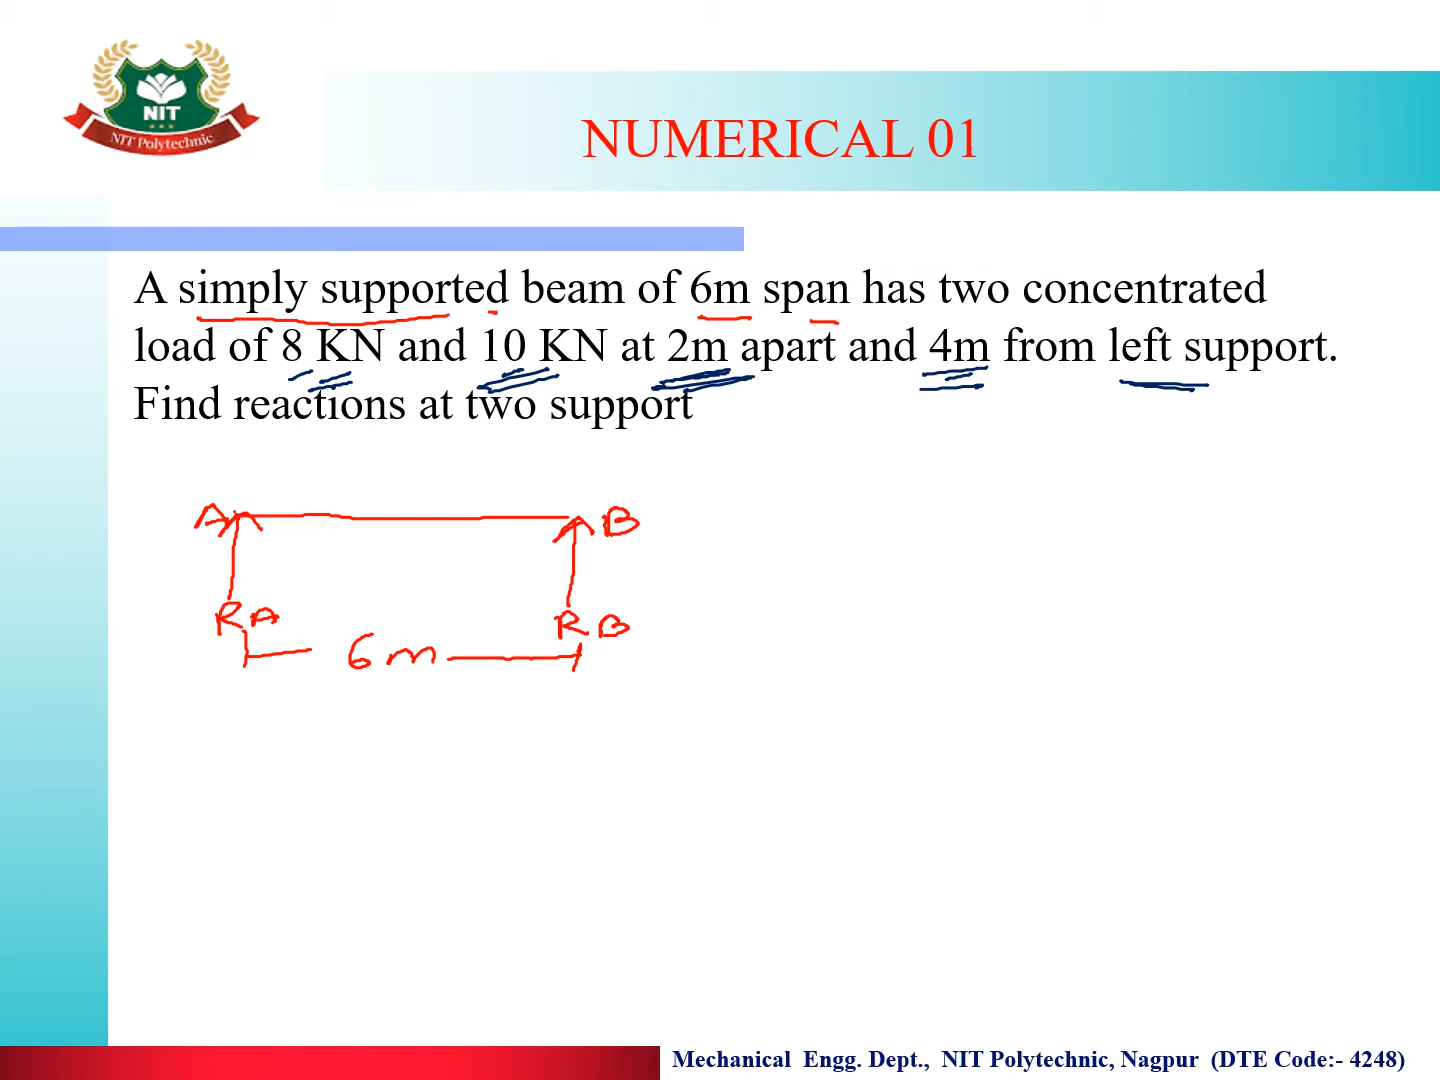 NIT
NIT Polytechnic
NUMERICAL 01
A simply supported beam of 6m span has two concentrated
load of 8 KN and 10 KN at 2m apart and 4m from left support.
Find reactions at two support
A B
RA RB
6m
Mechanical Engg. Dept., NIT Polytechnic, Nagpur (DTE Code:- 4248)